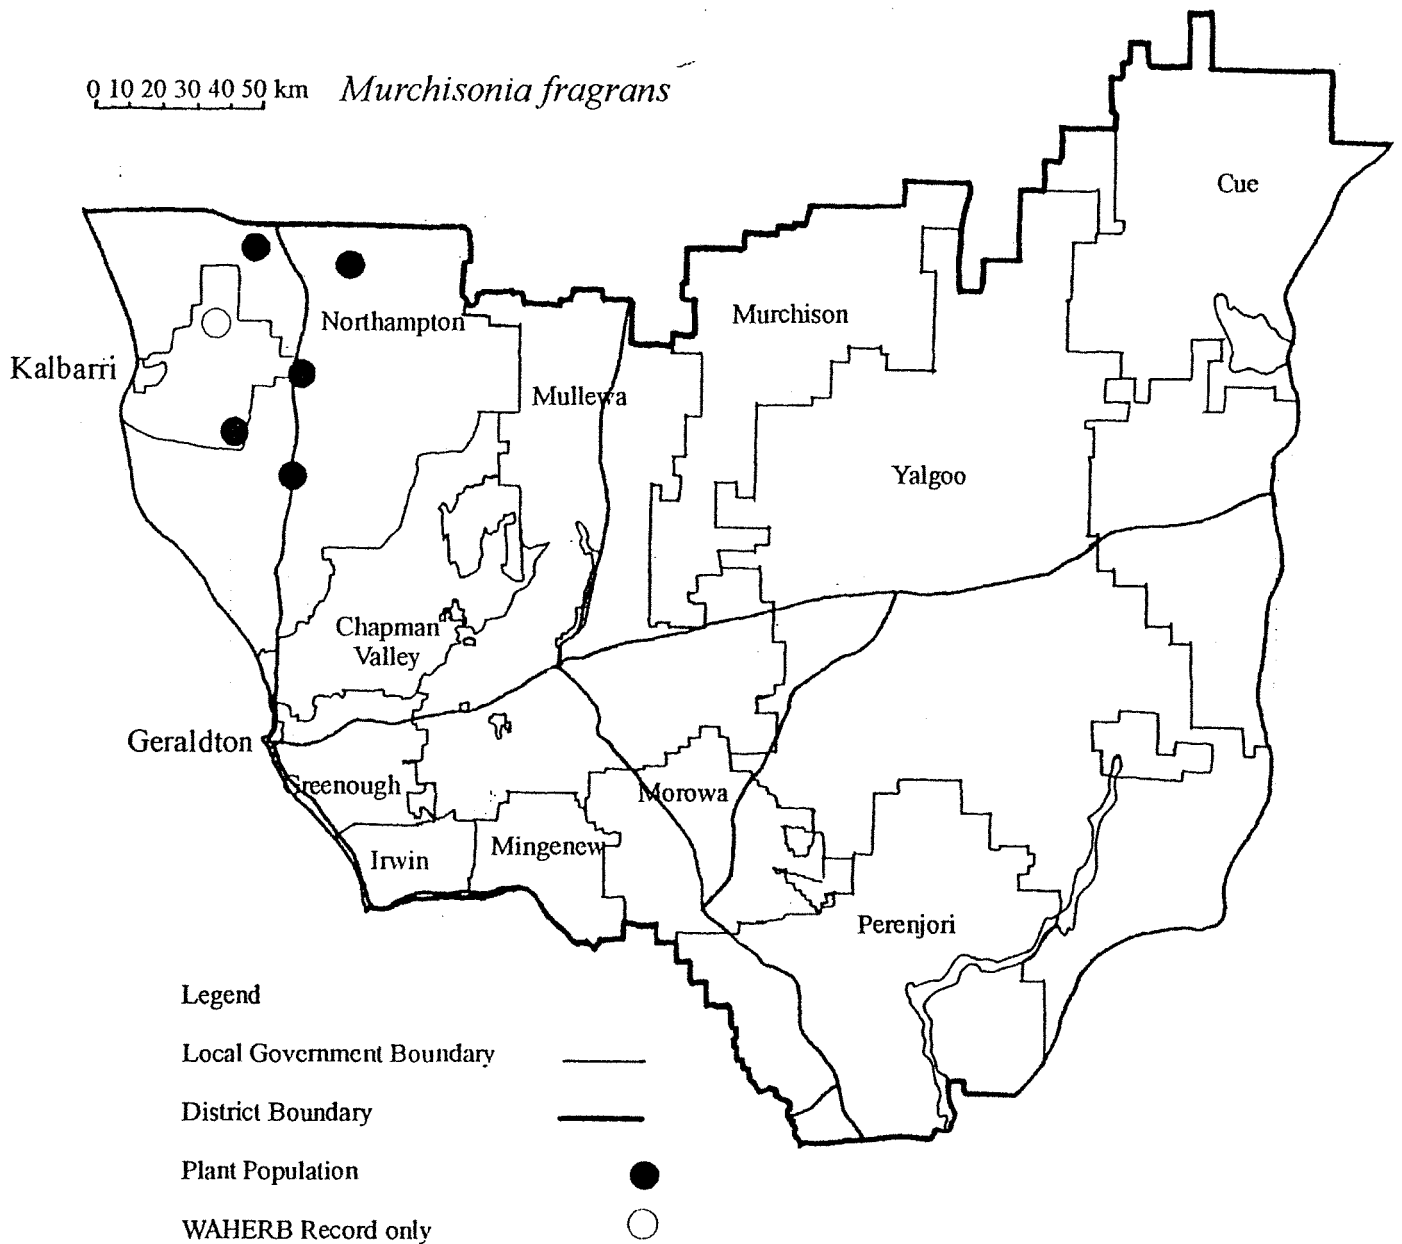 0 10 20 30 40 50 km
Murchisonia fragrans
Cue
Northampton
Murchison
Kalbarri
Mullewa
Yalgoo
Chapman
Valley
Geraldton
Greenough
Morowa
Irwin
Mingenew
Perenjori
Legend
Local Government Boundary
District Boundary
Plant Population
WAHERB Record only